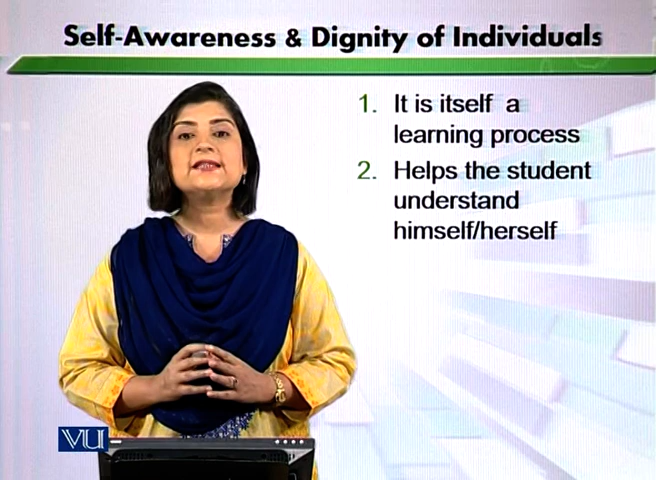 Self-Awareness & Dignity of Individuals
1. It is itself a
learning process
2. Helps the student
understand
himself/herself
VU